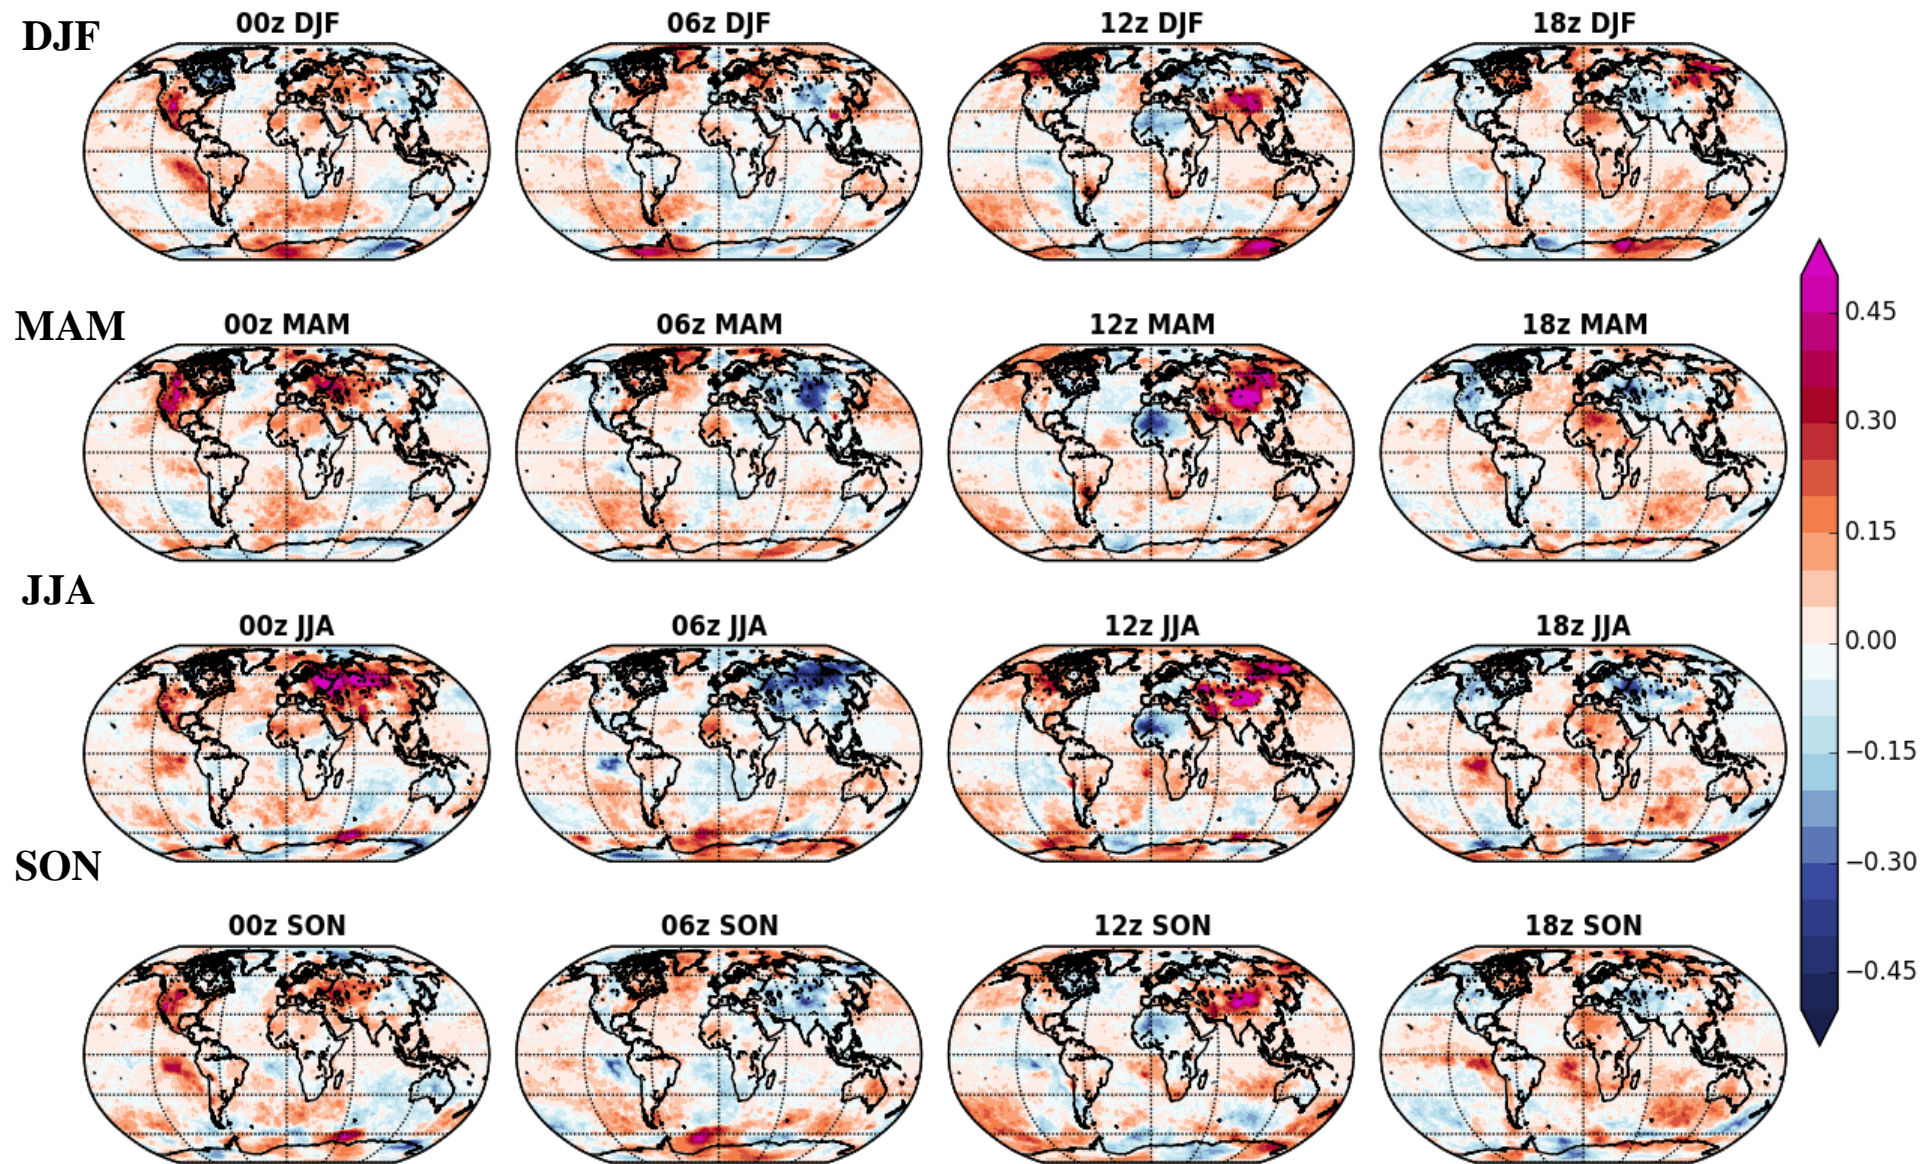 DJF
00z DJF 06z DJF 12z DJF 18z DJF
MAM
00z MAM 06z MAM 12z MAM 18z MAM
JJA
00z JJA 06z JJA 12z JJA 18z JJA
SON
00z SON 06z SON 12z SON 18z SON
0.45
0.30
0.15
0.00
−0.15
−0.30
−0.45